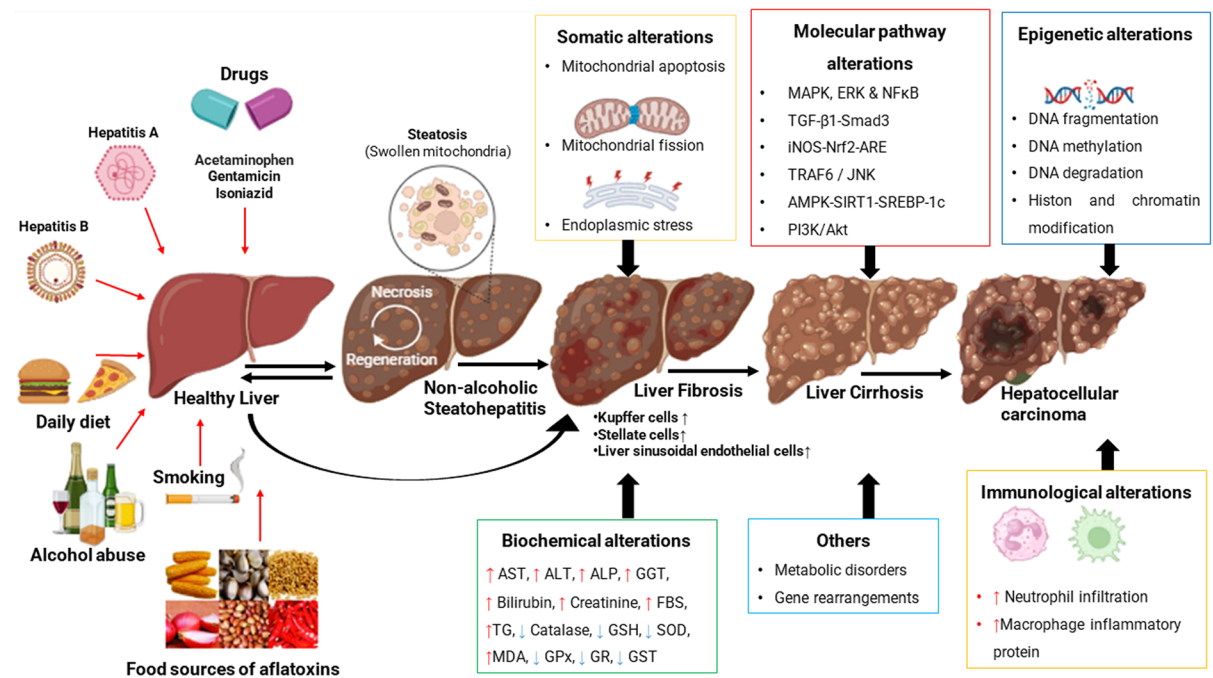 Drugs
Acetaminophen
Gentamicin
Isoniazid
Hepatitis A
Hepatitis B
Daily diet
Alcohol abuse
Smoking
Food sources of aflatoxins
Healthy Liver
Steatosis
(Swollen mitochondria)
Necrosis
Regeneration
Non-alcoholic
Steatohepatitis
Somatic alterations
• Mitochondrial apoptosis
• Mitochondrial fission
• Endoplasmic stress
Liver Fibrosis
•Kupffer cells ↑
•Stellate cells↑
•Liver sinusoidal endothelial cells↑
Biochemical alterations
↑ AST, ↑ ALT, ↑ ALP, ↑ GGT,
↑ Bilirubin, ↑ Creatinine, ↑ FBS,
↑TG, ↓ Catalase, ↓ GSH, ↓ SOD,
↑MDA, ↓ GPx, ↓ GR, ↓ GST
Molecular pathway
alterations
• MAPK, ERK & NFκB
• TGF-β1-Smad3
• iNOS-Nrf2-ARE
• TRAF6 / JNK
• AMPK-SIRT1-SREBP-1c
• PI3K/Akt
Liver Cirrhosis
Others
• Metabolic disorders
• Gene rearrangements
Epigenetic alterations
• DNA fragmentation
• DNA methylation
• DNA degradation
• Histon and chromatin
modification
Hepatocellular
carcinoma
Immunological alterations
• ↑ Neutrophil infiltration
• ↑Macrophage inflammatory
protein